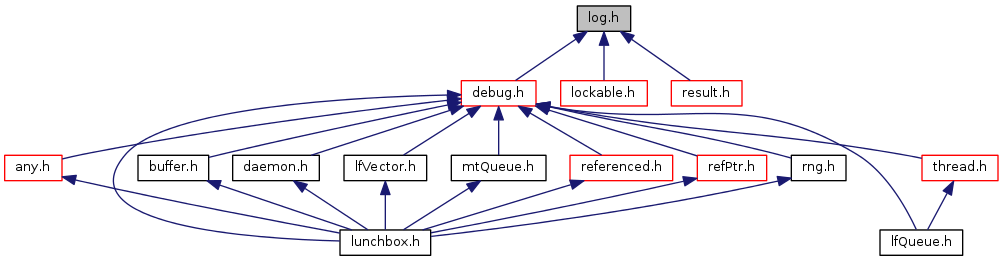 log.h
debug.h
lockable.h
result.h
any.h
buffer.h
daemon.h
lfVector.h
mtQueue.h
referenced.h
refPtr.h
rng.h
thread.h
lunchbox.h
lfQueue.h